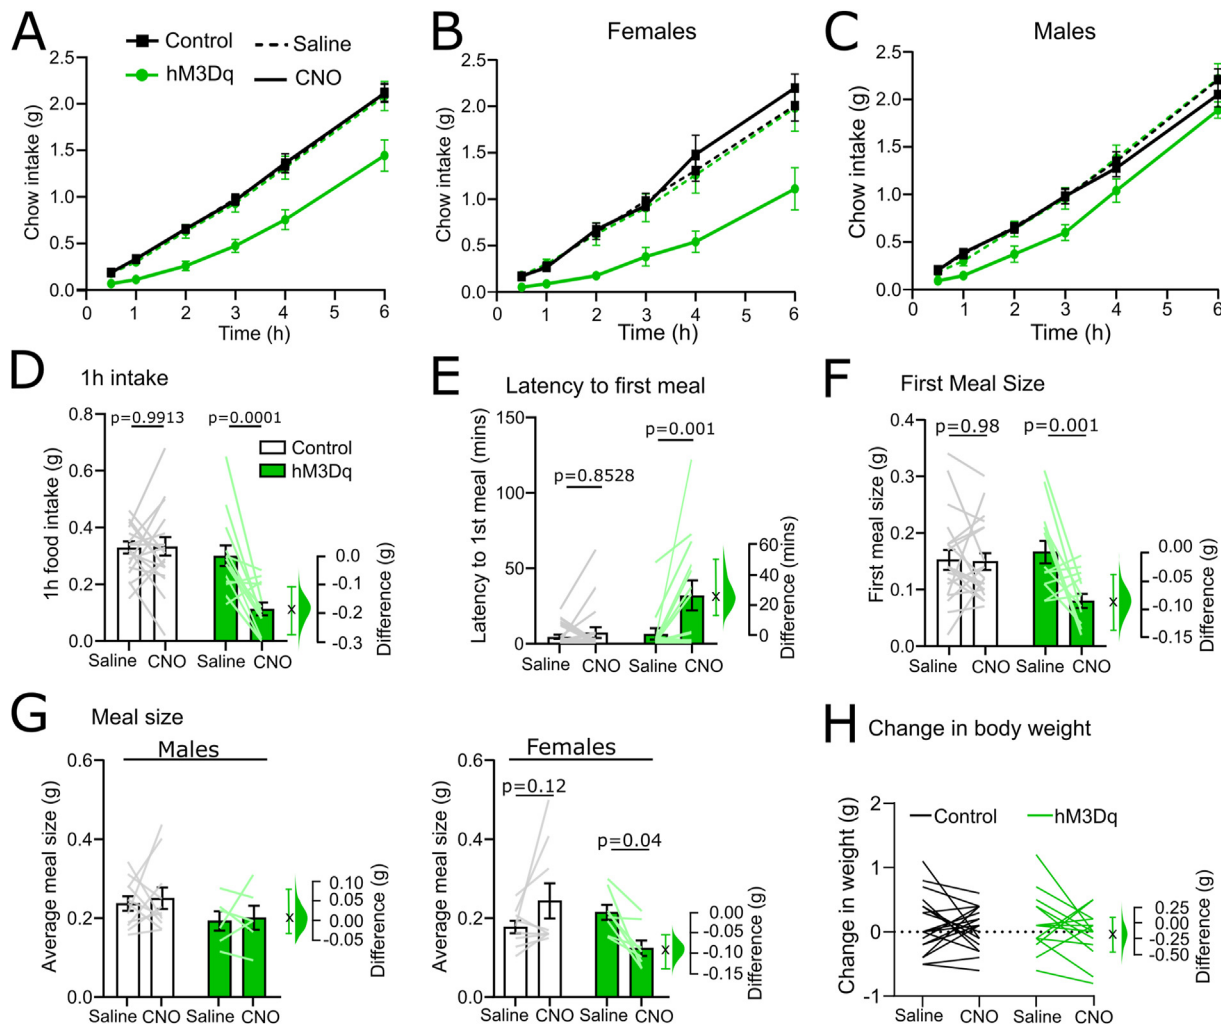 A
Control
Saline
hM3Dq
CNO
Chow intake (g)
2.5
2.0
1.5
1.0
0.5
0.0
0 1 2 3 4 5 6
Time (h)
B
Females
Chow intake (g)
2.5
2.0
1.5
1.0
0.5
0.0
0 1 2 3 4 5 6
Time (h)
C
Males
Chow intake (g)
2.5
2.0
1.5
1.0
0.5
0.0
0 1 2 3 4 5 6
Time (h)
D
1h intake
p=0.9913 p=0.0001
Control
hM3Dq
1h food intake (g)
0.8
0.6
0.4
0.2
0.0
Saline CNO Saline CNO
0.0
-0.1
-0.2
-0.3
Difference (g)
E
Latency to first meal
p=0.001
p=0.8528
Latency to 1st meal (mins)
150
100
50
0
Saline CNO Saline CNO
60
40
20
0
Difference (mins)
F
First Meal Size
p=0.98 p=0.001
First meal size (g)
0.4
0.3
0.2
0.1
0.0
Saline CNO Saline CNO
0.00
-0.05
-0.10
-0.15
Difference (g)
G
Meal size
Males
Average meal size (g)
0.6
0.4
0.2
0.0
Saline CNO Saline CNO
0.10
0.05
0.00
-0.05
Difference (g)
Females
p=0.12
p=0.04
Average meal size (g)
0.6
0.4
0.2
0.0
Saline CNO Saline CNO
0.00
-0.05
-0.10
-0.15
Difference (g)
H
Change in body weight
Control
hM3Dq
Change in weight (g)
2
1
0
-1
Saline CNO Saline CNO
0.25
0.00
-0.25
-0.50
Difference (g)